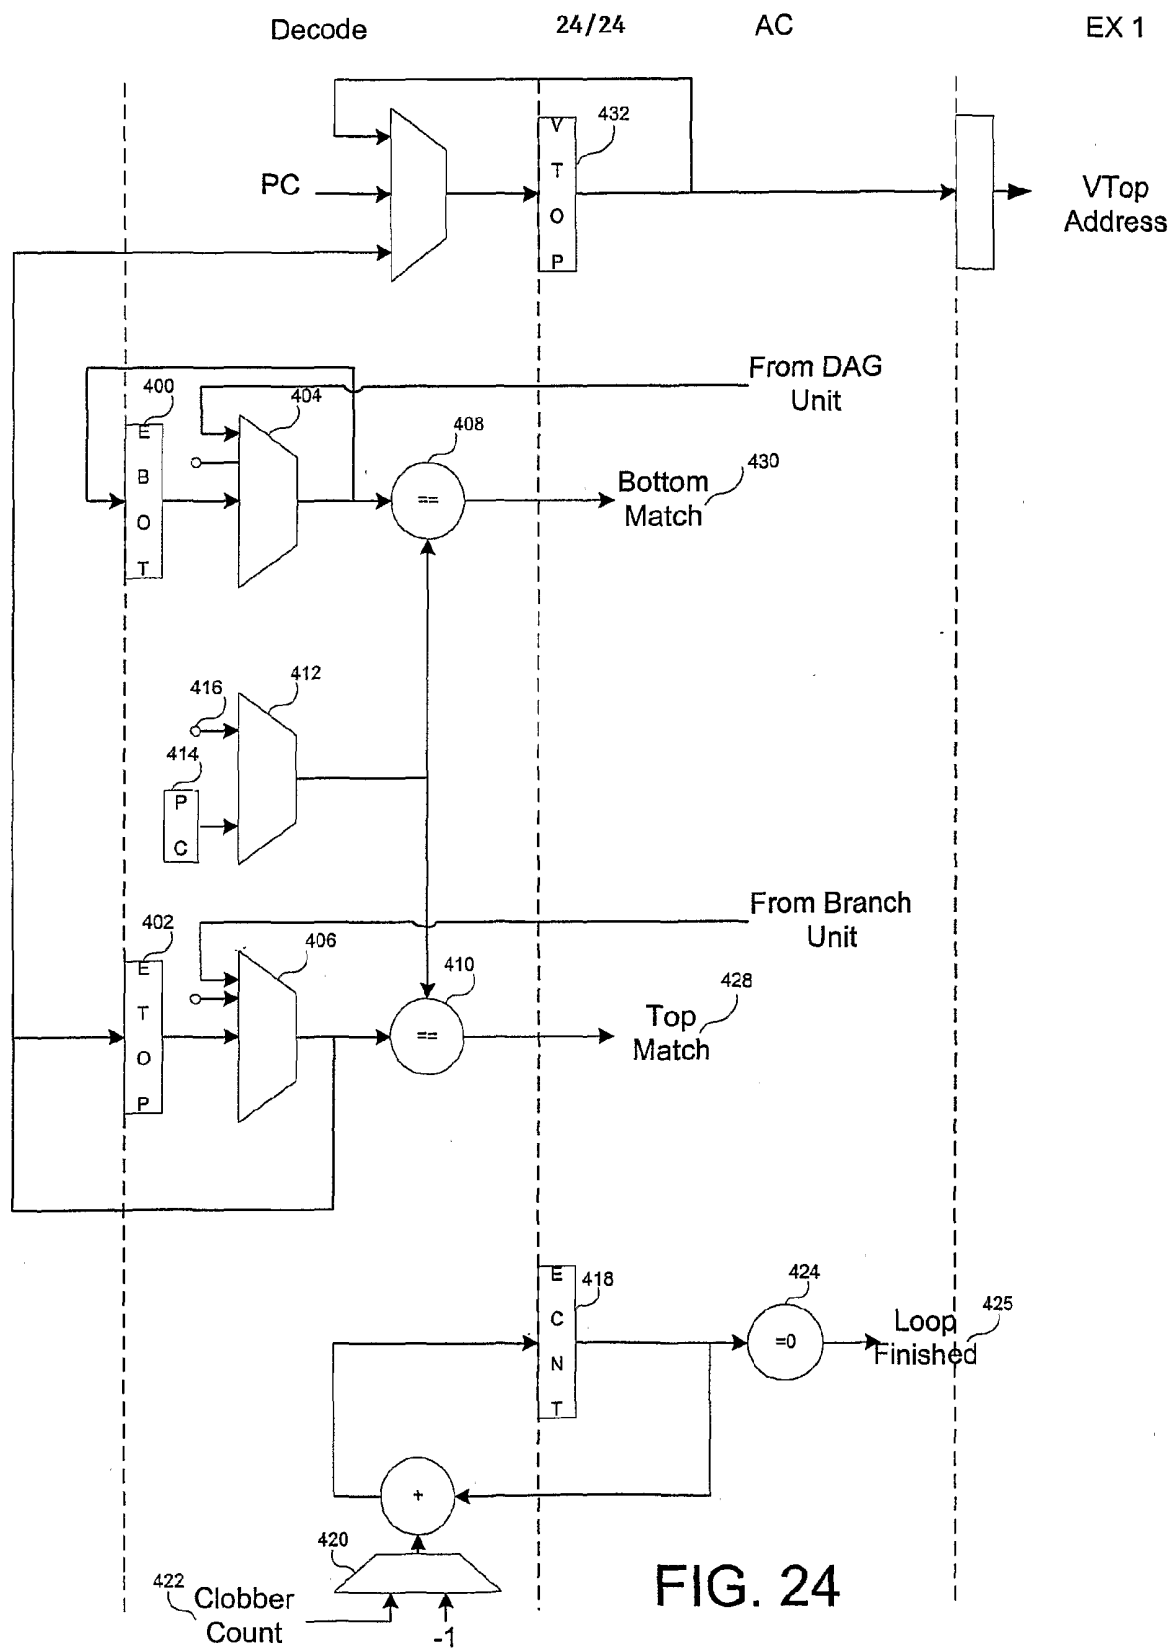 Decode 24/24 AC EX 1
432
V
T
O
P
PC
VTop
Address
From DAG
Unit
400
404
408
E
B
O
T
==
Bottom
Match
430
416
412
414
P
C
From Branch
Unit
402
406
410
E
T
O
P
==
Top
Match
428
418
E
C
N
T
424
=0
Loop
Finished
425
+
420
422
Clobber
Count
-1
FIG. 24